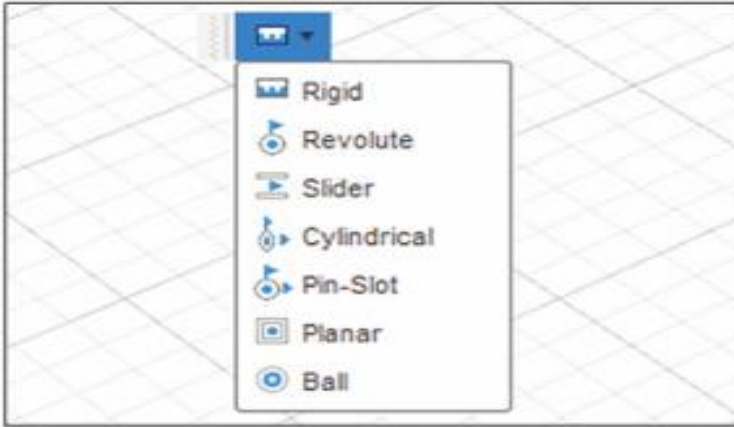 Rigid
Revolute
Slider
Cylindrical
Pin-Slot
Planar
Ball